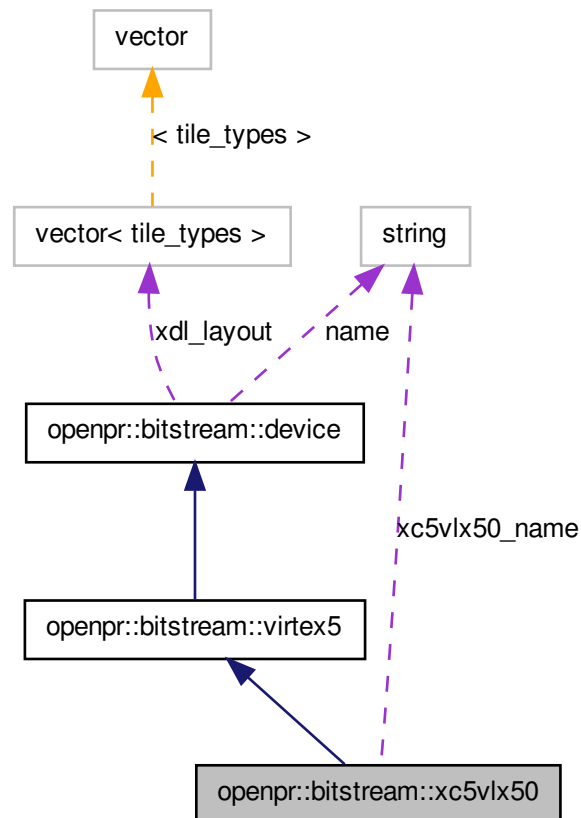 vector
< tile_types >
vector< tile_types >
string
xdl_layout
name
openpr::bitstream::device
xc5vlx50_name
openpr::bitstream::virtex5
openpr::bitstream::xc5vlx50